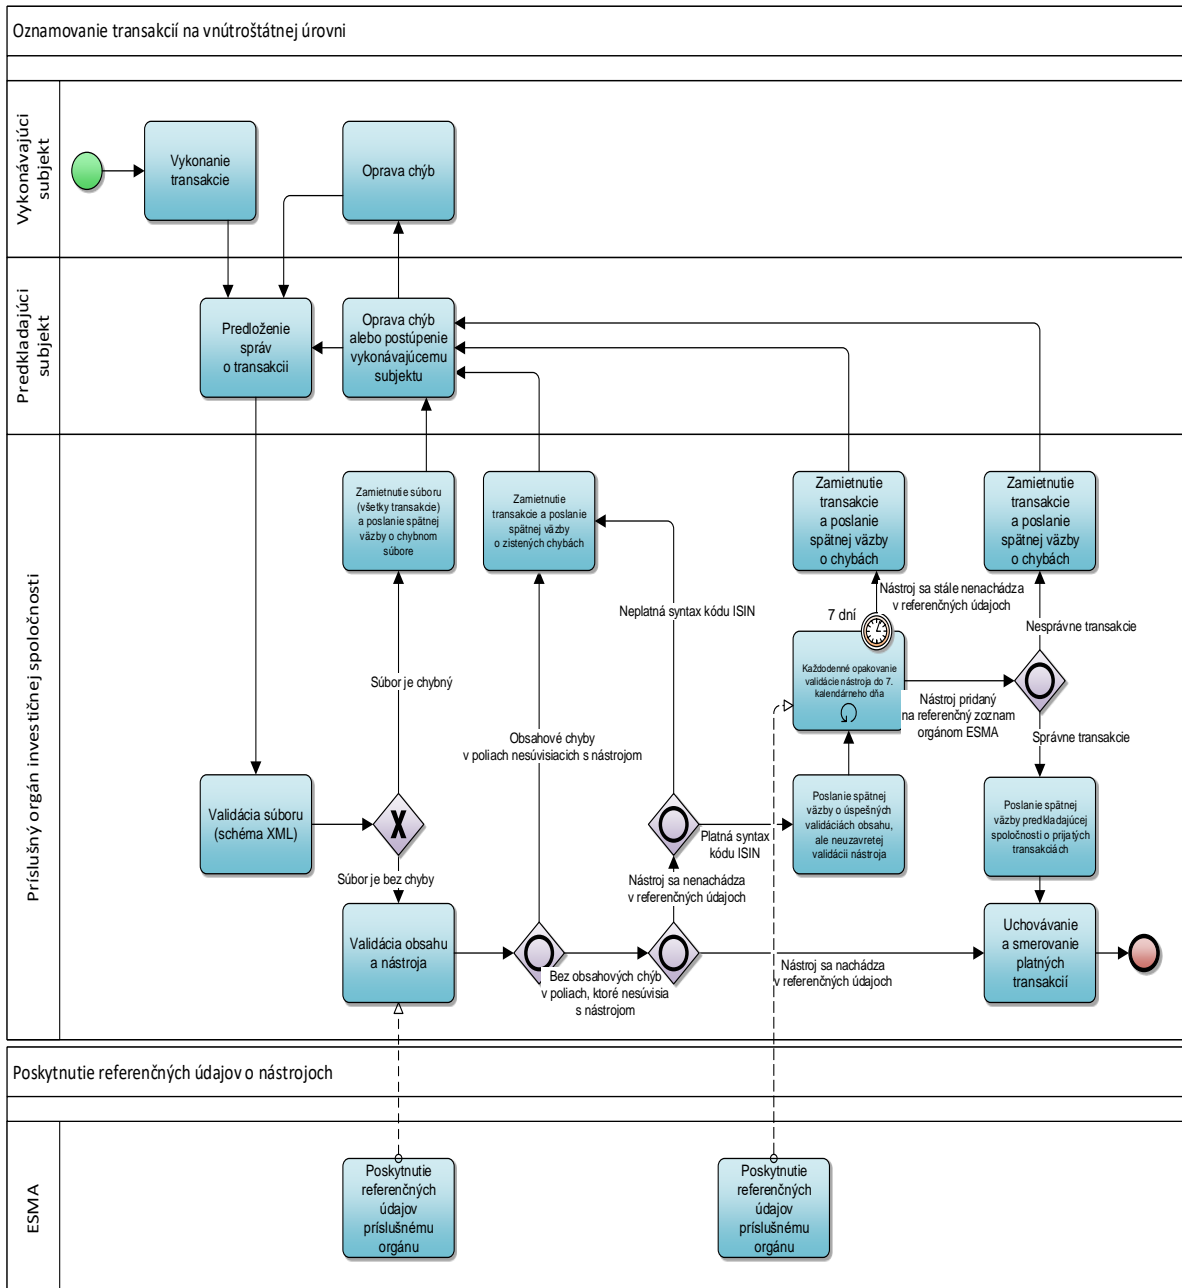 Oznamovanie transakcií na vnútroštátnej úrovni
Vykonávajúci
subjekt
Vykonanie
transakcie
Oprava chýb
Predkladajúci
subjekt
Predloženie
správ
o transakcii
Oprava chýb
alebo postúpenie
vykonávajúcemu
subjektu
Príslušný orgán investičnej spoločnosti
Zamietnutie súboru
(všetky transakcie)
a poslanie spätnej
väzby o chybnom
súbore
Zamietnutie
transakcie a poslanie
spätnej väzby
o zistených chybách
Zamietnutie
transakcie
a poslanie
spätnej väzby
o chybách
Zamietnutie
transakcie
a poslanie
spätnej väzby
o chybách
Nástroj sa stále nenachádza
v referenčných údajoch
7 dní
Neplatná syntax kódu ISIN
Nesprávne transakcie
Každodenné opakovanie
validácie nástroja do 7.
kalendárneho dňa
Súbor je chybný
Nástroj pridaný
na referenčný zoznam
orgánom ESMA
Správne transakcie
Obsahové chyby
v poliach nesúvisiacich s nástrojom
Validácia súboru
(schéma XML)
Platná syntax
kódu ISIN
Poslanie spätnej
väzby o úspešných
validáciách obsahu,
ale neuzavretej
validácii nástroja
Poslanie spätnej
väzby predkladajúcej
spoločnosti o prijatých
transakciách
Súbor je bez chyby
Nástroj sa nenachádza
v referenčných údajoch
Validácia obsahu
a nástroja
Bez obsahových chýb
v poliach, ktoré nesúvisia
s nástrojom
Nástroj sa nachádza
v referenčných údajoch
Uchovávanie
a smerovanie
platných
transakcií
Poskytnutie referenčných údajov o nástrojoch
ESMA
Poskytnutie
referenčných
údajov
príslušnému
orgánu
Poskytnutie
referenčných
údajov
príslušnému
orgánu